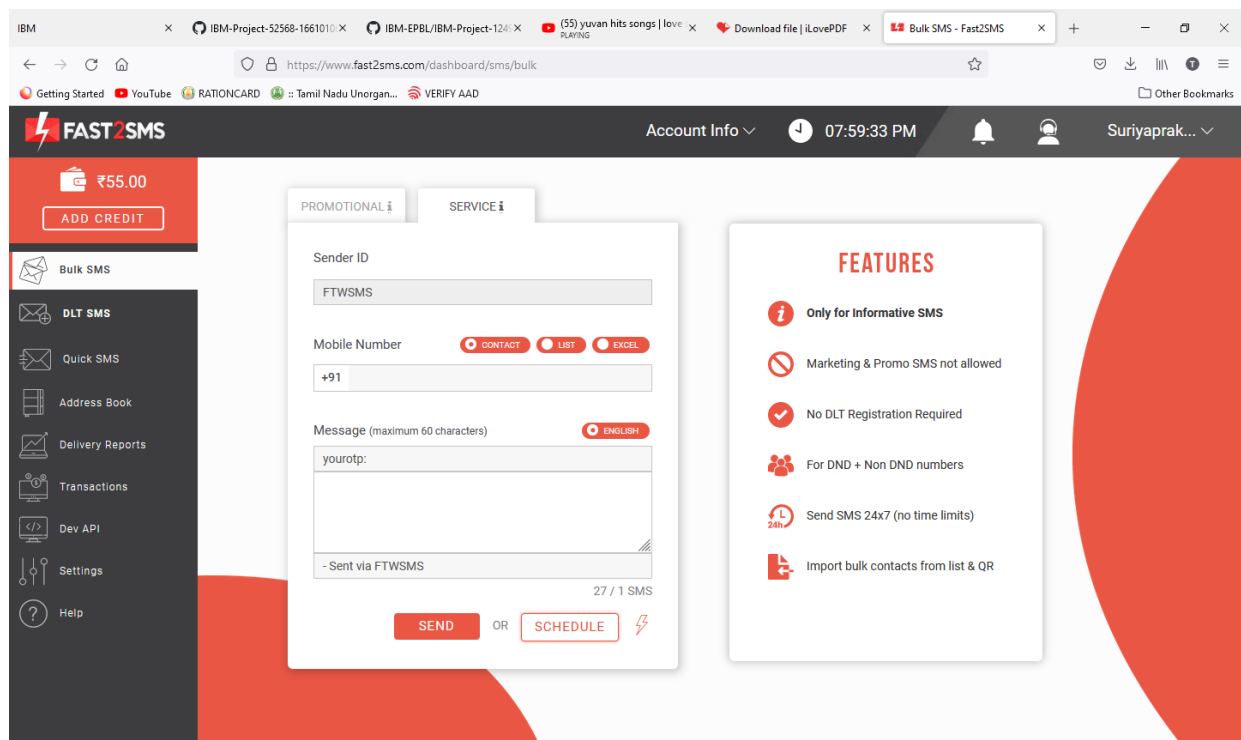 IBM
IBM-Project-52568-1661010
IBM-EPBL/IBM-Project-1249
(55) yuvan hits songs | love s
PLAYING
Download file | iLovePDF
Bulk SMS - Fast2SMS
https://www.fast2sms.com/dashboard/sms/bulk
Getting Started YouTube RATIONCARD :: Tamil Nadu Unorgan... VERIFY AAD Other Bookmarks
FAST2SMS
Account Info 07:59:33 PM Suriyaprak...
₹55.00
ADD CREDIT
Bulk SMS
DLT SMS
Quick SMS
Address Book
Delivery Reports
Transactions
Dev API
Settings
Help
PROMOTIONAL i SERVICE i
Sender ID
FTWSMS
Mobile Number CONTACT LIST EXCEL
+91
Message (maximum 60 characters) ENGLISH
yourotp:
- Sent via FTWSMS
27 / 1 SMS
SEND OR SCHEDULE
FEATURES
i Only for Informative SMS
Marketing & Promo SMS not allowed
No DLT Registration Required
For DND + Non DND numbers
24h Send SMS 24x7 (no time limits)
Import bulk contacts from list & QR